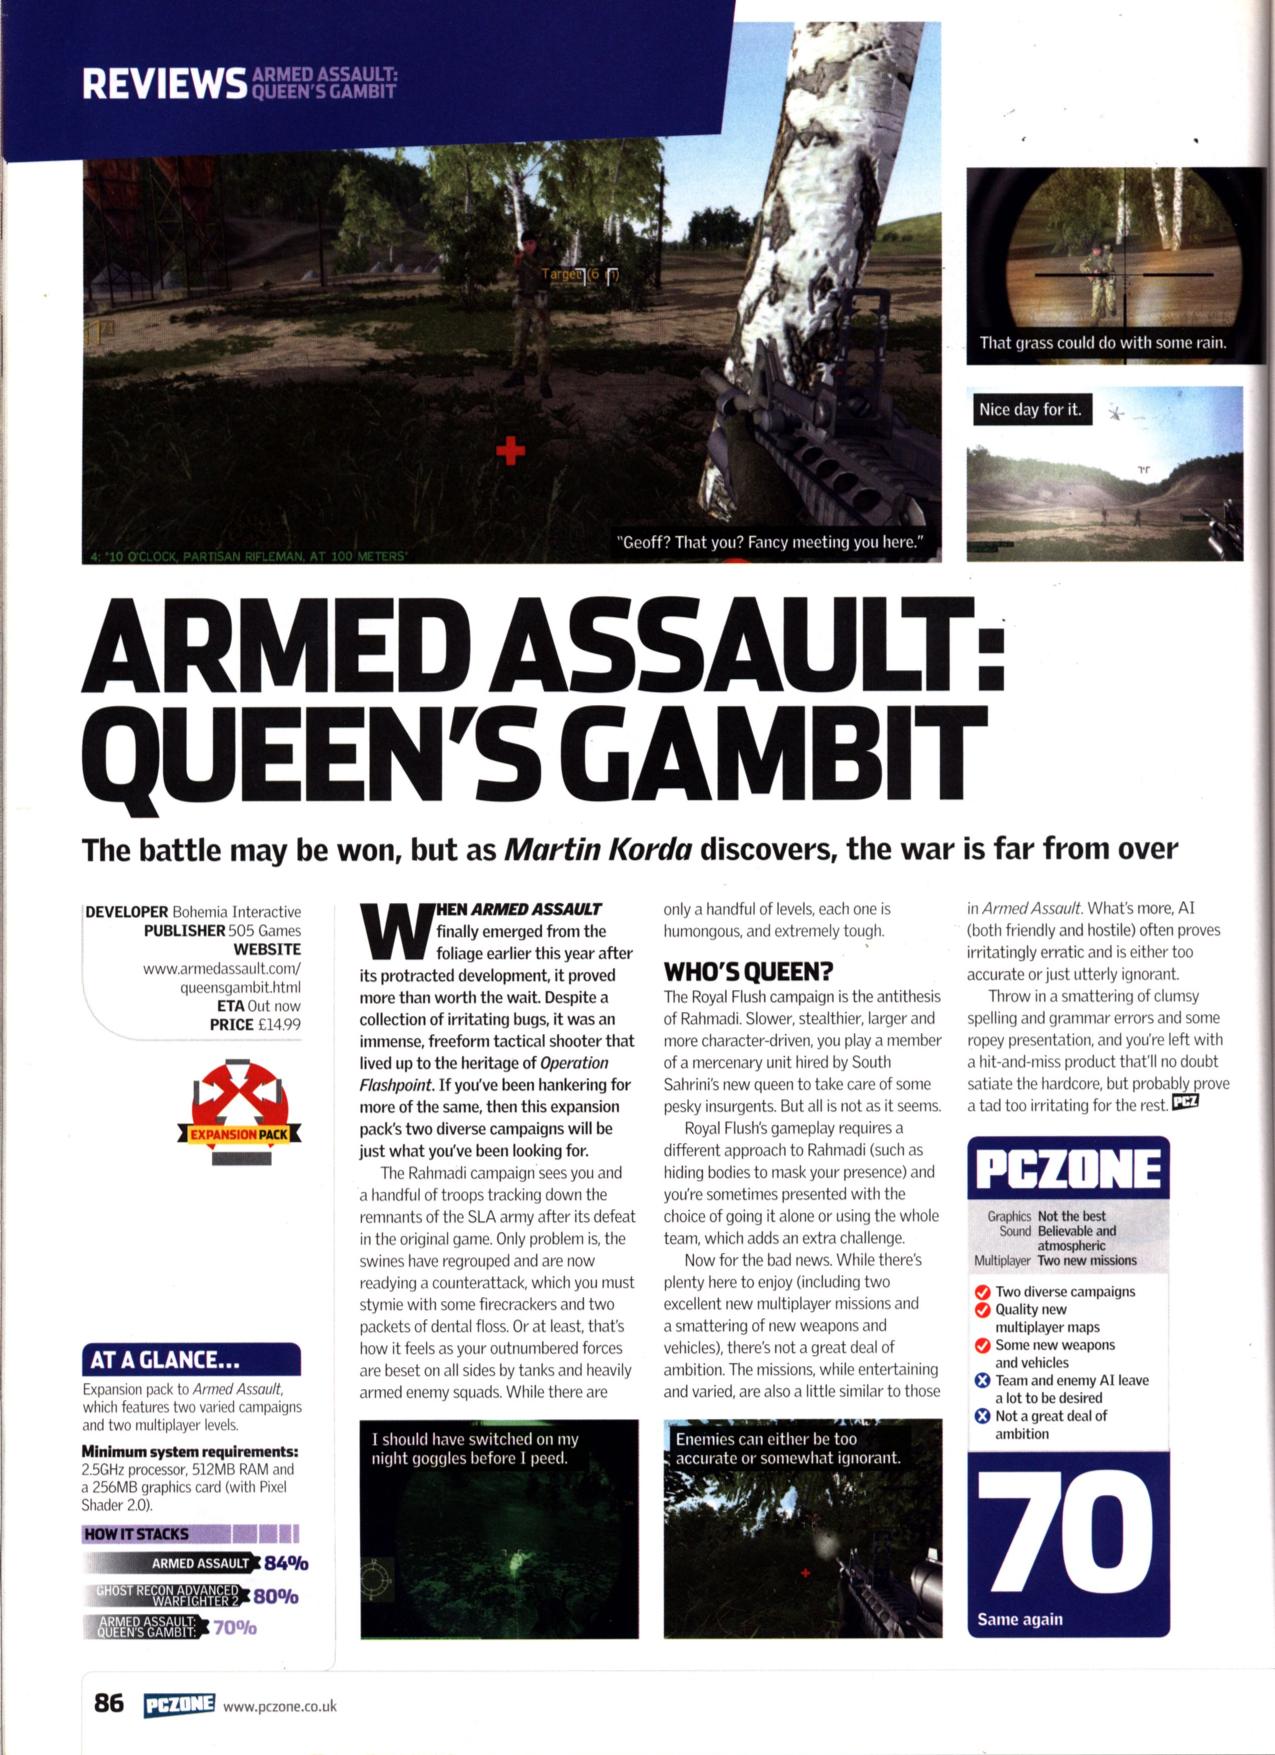 REVIEWS ARMED ASSAULT:
QUEEN'S GAMBIT
Target (6 m)
4: "10 O'CLOCK, PARTISAN RIFLEMAN, AT 100 METERS"
"Geoff? That you? Fancy meeting you here."
That grass could do with some rain.
Nice day for it.
ARMED ASSAULT:
QUEEN'S GAMBIT
The battle may be won, but as Martin Korda discovers, the war is far from over
DEVELOPER Bohemia Interactive
PUBLISHER 505 Games
WEBSITE
www.armedassault.com/
queensgambit.html
ETA Out now
PRICE £14.99
EXPANSION PACK
AT A GLANCE...
Expansion pack to Armed Assault,
which features two varied campaigns
and two multiplayer levels.
Minimum system requirements:
2.5GHz processor, 512MB RAM and
a 256MB graphics card (with Pixel
Shader 2.0).
HOW IT STACKS
ARMED ASSAULT 84%
GHOST RECON ADVANCED
WARFIGHTER 2 80%
ARMED ASSAULT:
QUEEN'S GAMBIT: 70%
WHEN ARMED ASSAULT
finally emerged from the
foliage earlier this year after
its protracted development, it proved
more than worth the wait. Despite a
collection of irritating bugs, it was an
immense, freeform tactical shooter that
lived up to the heritage of Operation
Flashpoint. If you've been hankering for
more of the same, then this expansion
pack's two diverse campaigns will be
just what you've been looking for.
The Rahmadi campaign sees you and
a handful of troops tracking down the
remnants of the SLA army after its defeat
in the original game. Only problem is, the
swines have regrouped and are now
readying a counterattack, which you must
stymie with some firecrackers and two
packets of dental floss. Or at least, that's
how it feels as your outnumbered forces
are beset on all sides by tanks and heavily
armed enemy squads. While there are
only a handful of levels, each one is
humongous, and extremely tough.
WHO'S QUEEN?
The Royal Flush campaign is the antithesis
of Rahmadi. Slower, stealthier, larger and
more character-driven, you play a member
of a mercenary unit hired by South
Sahrini's new queen to take care of some
pesky insurgents. But all is not as it seems.
Royal Flush's gameplay requires a
different approach to Rahmadi (such as
hiding bodies to mask your presence) and
you're sometimes presented with the
choice of going it alone or using the whole
team, which adds an extra challenge.
Now for the bad news. While there's
plenty here to enjoy (including two
excellent new multiplayer missions and
a smattering of new weapons and
vehicles), there's not a great deal of
ambition. The missions, while entertaining
and varied, are also a little similar to those
in Armed Assault. What's more, AI
(both friendly and hostile) often proves
irritatingly erratic and is either too
accurate or just utterly ignorant.
Throw in a smattering of clumsy
spelling and grammar errors and some
ropey presentation, and you're left with
a hit-and-miss product that'll no doubt
satiate the hardcore, but probably prove
a tad too irritating for the rest. PCZ
I should have switched on my
night goggles before I peed.
Enemies can either be too
accurate or somewhat ignorant.
PCZONE
Graphics Not the best
Sound Believable and
atmospheric
Multiplayer Two new missions
Two diverse campaigns
Quality new
multiplayer maps
Some new weapons
and vehicles
Team and enemy AI leave
a lot to be desired
Not a great deal of
ambition
70
Same again
86 PCZONE www.pczone.co.uk